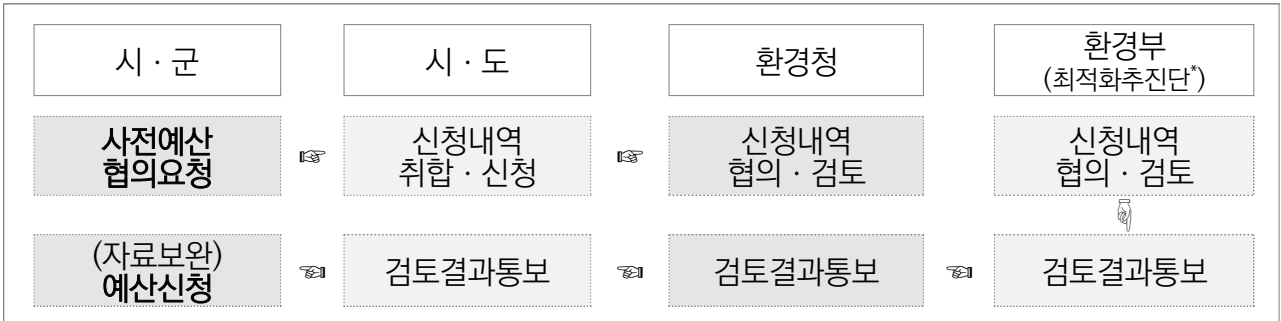 시 · 군
시 · 도
환경청
환경부
(최적화추진단*)
사전예산
협의요청
☞
신청내역
취합 · 신청
☞
신청내역
협의 · 검토
신청내역
협의 · 검토
☟
(자료보완)
예산신청
☜
검토결과통보
☜
검토결과통보
☜
검토결과통보